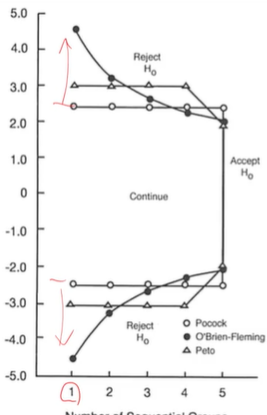 5.0
4.0
Reject
H₀
3.0
2.0
Accept
H₀
1.0
0
Continue
-1.0
-2.0
-3.0
Reject
H₀
Pocock
O'Brien-Fleming
Peto
-4.0
-5.0
1 2 3 4 5
Number of Sequential Groups